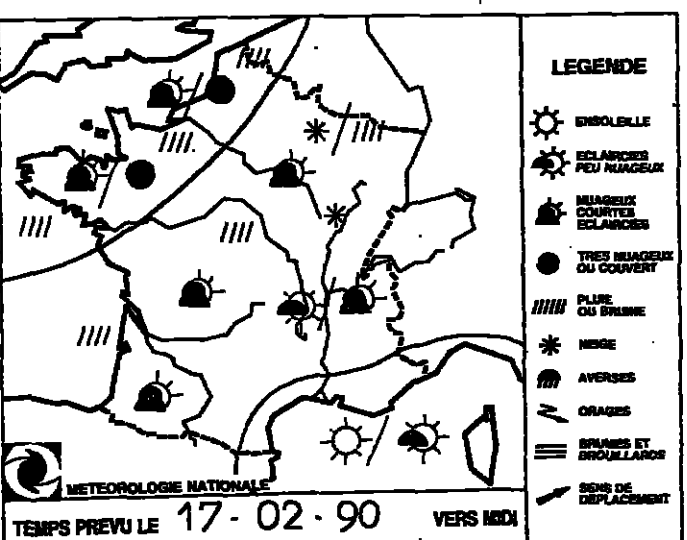 LEGENDE
ENSOLEILLE
ECLAIRCIES
PEU NUAGEUX
NUAGEUX
COURTES
ECLAIRCIES
TRES NUAGEUX
OU COUVERT
PLUIE
OU BRUINE
NEIGE
AVERSES
ORAGES
BRUMES ET
BROUILLARDS
SENS DE
DEPLACEMENT
METEOROLOGIE NATIONALE
TEMPS PREVU LE 17 - 02 - 90 VERS MIDI